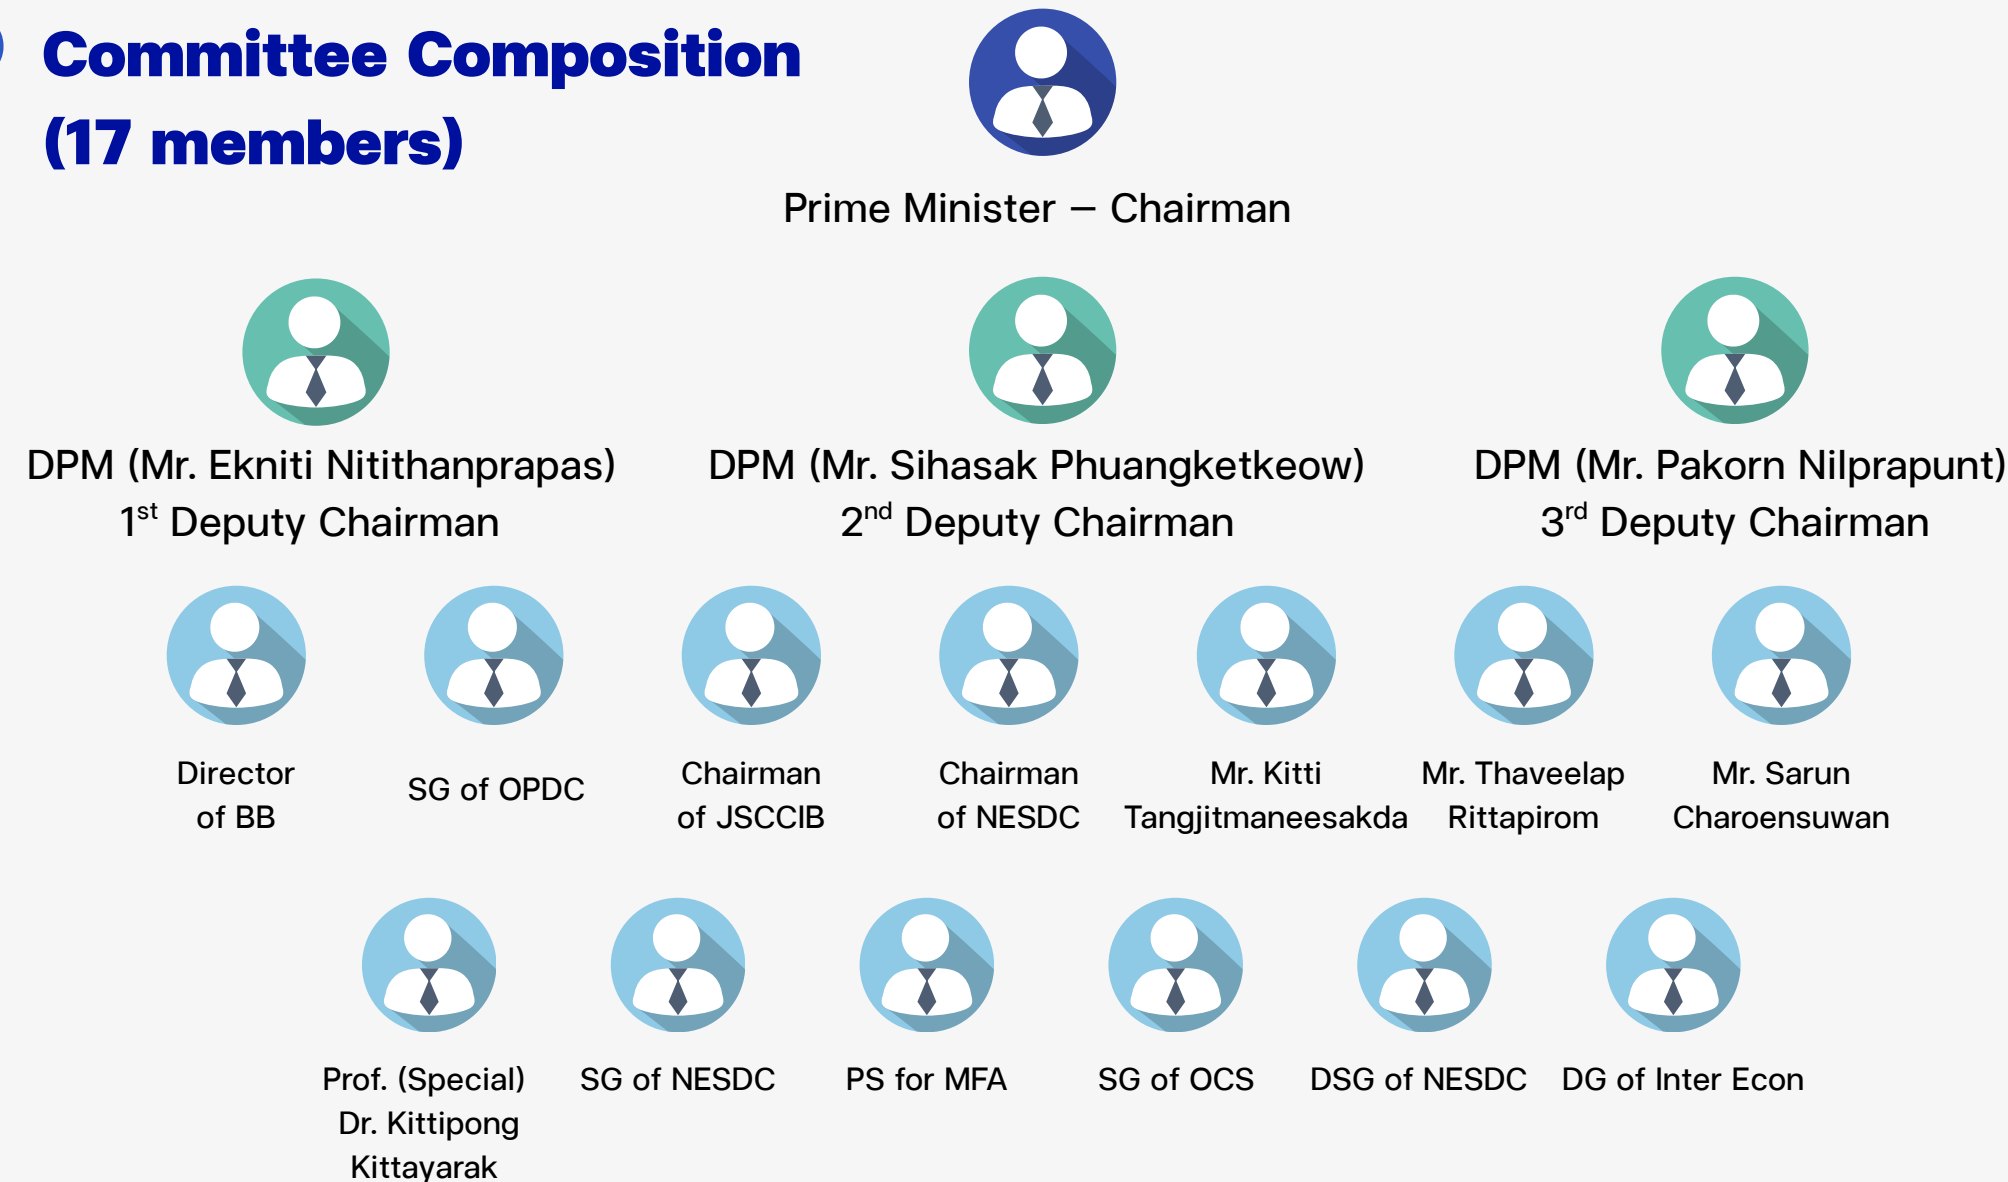 Committee Composition
(17 members)
Prime Minister – Chairman
DPM (Mr. Ekniti Nitithanprapas)
1st Deputy Chairman
DPM (Mr. Sihasak Phuangketkeow)
2nd Deputy Chairman
DPM (Mr. Pakorn Nilprapunt)
3rd Deputy Chairman
Director
of BB
SG of OPDC
Chairman
of JSCCIB
Chairman
of NESDC
Mr. Kitti
Tangjitmaneesakda
Mr. Thaveelap
Rittapirom
Mr. Sarun
Charoensuwan
Prof. (Special)
Dr. Kittipong
Kittayarak
SG of NESDC
PS for MFA
SG of OCS
DSG of NESDC
DG of Inter Econ